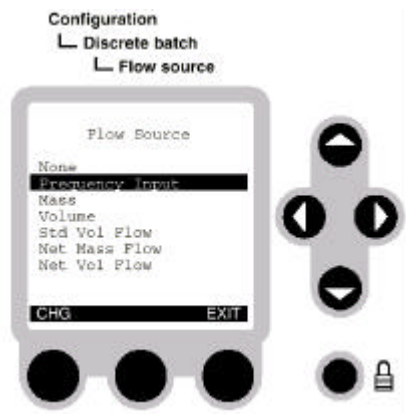 Configuration
Discrete batch
Flow source
Flow Source
None
Frequency Input
Mass
Volume
Std Vol Flow
Net Mass Flow
Net Vol Flow
CHG EXIT